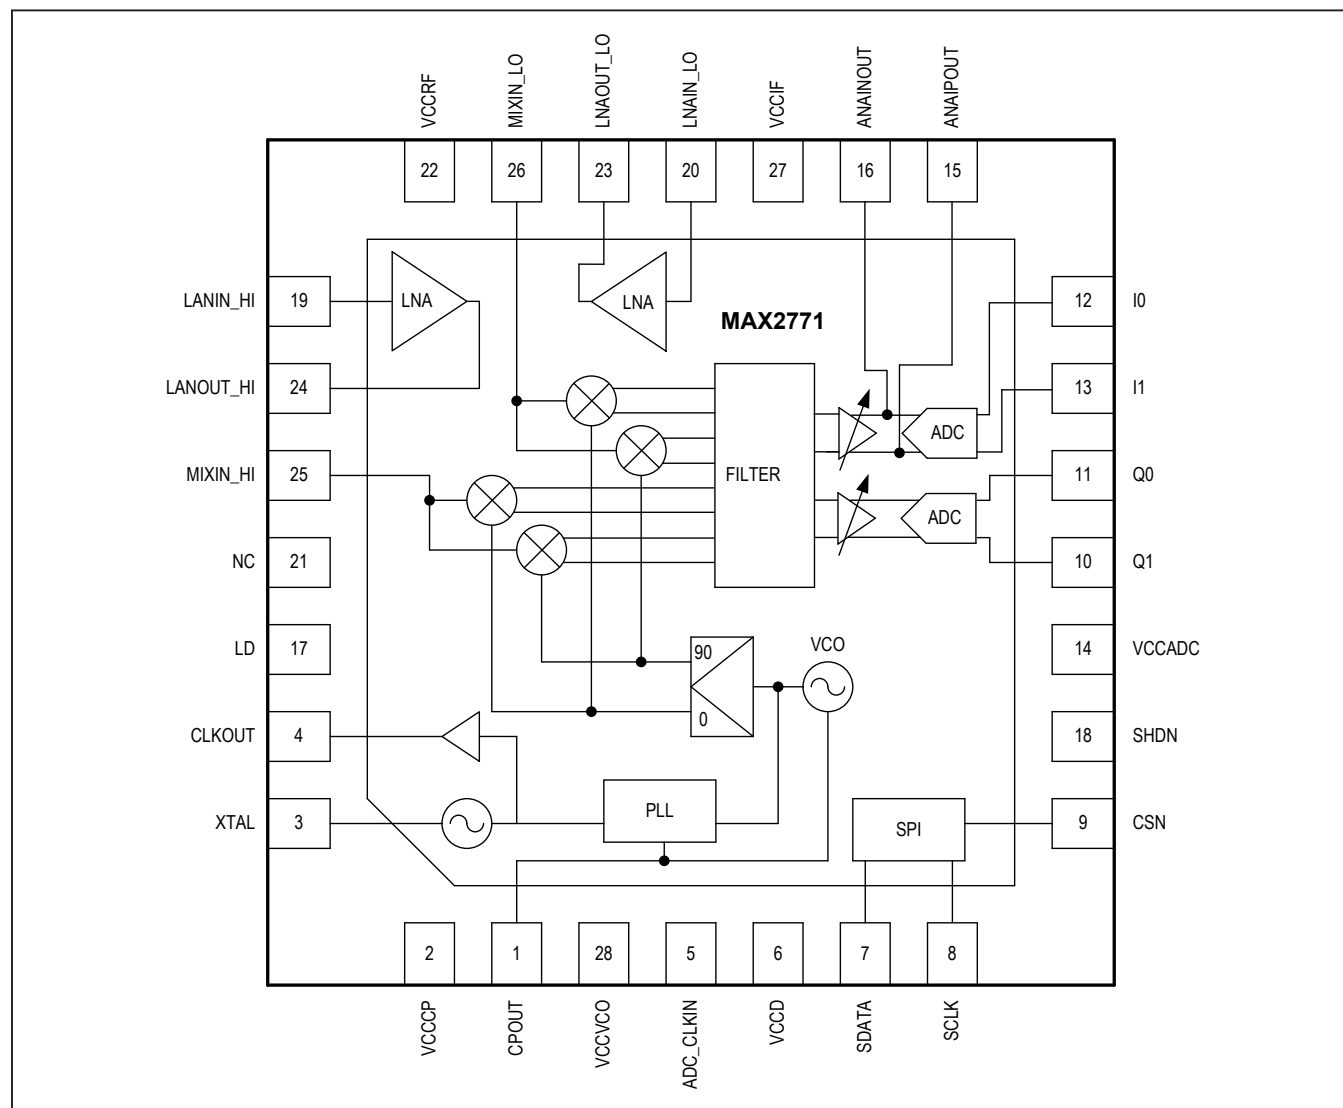 VCCRF
MIXIN_LO
LNAOUT_LO
LNAIN_LO
VCCIF
ANAINOUT
ANAIPOUT
22
26
23
20
27
16
15
LANIN_HI
19
LNA
LNA
MAX2771
12
I0
LANOUT_HI
24
13
I1
ADC
MIXIN_HI
25
FILTER
11
Q0
ADC
NC
21
10
Q1
LD
17
90
VCO
14
VCCADC
0
CLKOUT
4
18
SHDN
XTAL
3
PLL
SPI
9
CSN
2
1
28
5
6
7
8
VCCCP
CPOUT
VCCVCO
ADC_CLKIN
VCCD
SDATA
SCLK